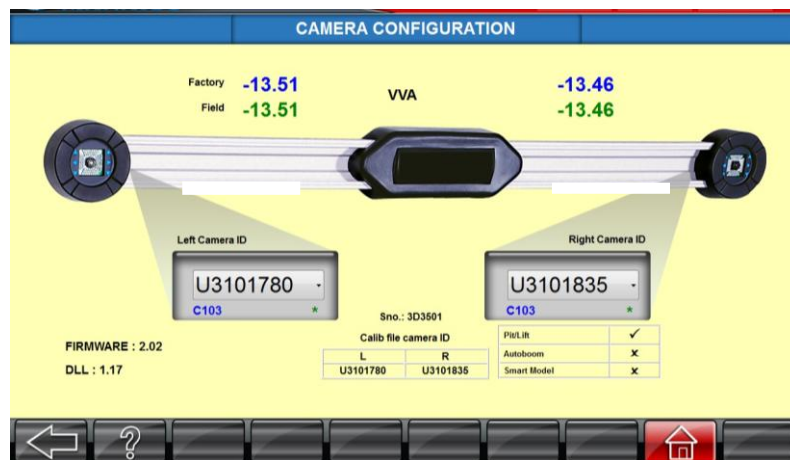 CAMERA CONFIGURATION
Factory -13.51 VVA -13.46
Field -13.51 -13.46
Left Camera ID Right Camera ID
U3101780 U3101835
C103 * C103 *
Sno.: 3D3501
Calib file camera ID
L R
U3101780 U3101835
Pit/Lift ✓
Autoboom x
Smart Model x
FIRMWARE : 2.02
DLL : 1.17
?